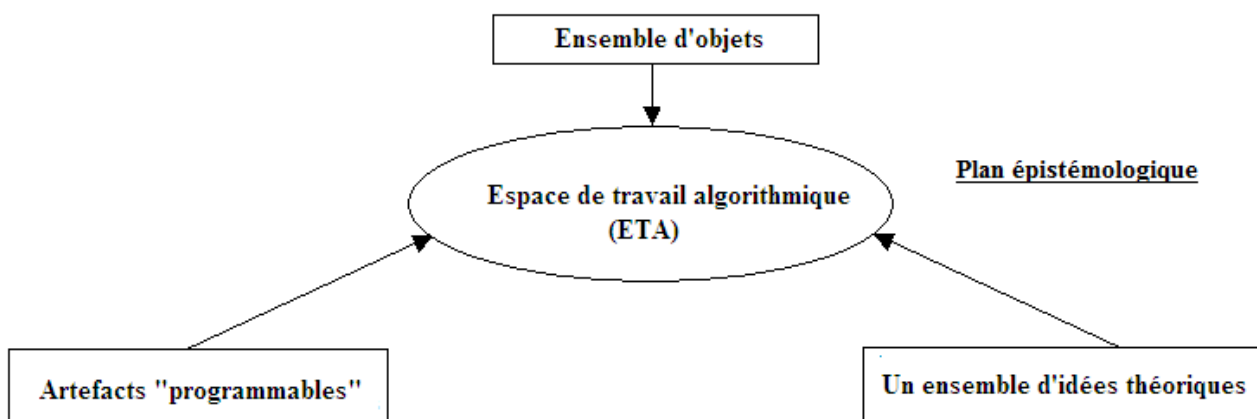 Ensemble d'objets
Plan épistémologique
Espace de travail algorithmique
(ETA)
Artefacts "programmables"
Un ensemble d'idées théoriques